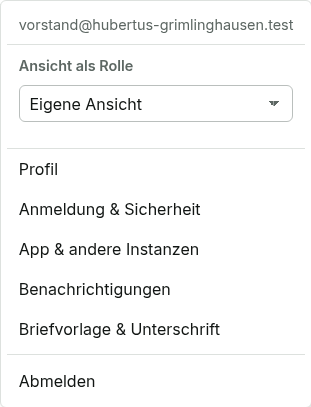 vorstand@hubertus-grimlinghausen.test
Ansicht als Rolle
Eigene Ansicht
Profil
Anmeldung & Sicherheit
App & andere Instanzen
Benachrichtigungen
Briefvorlage & Unterschrift
Abmelden